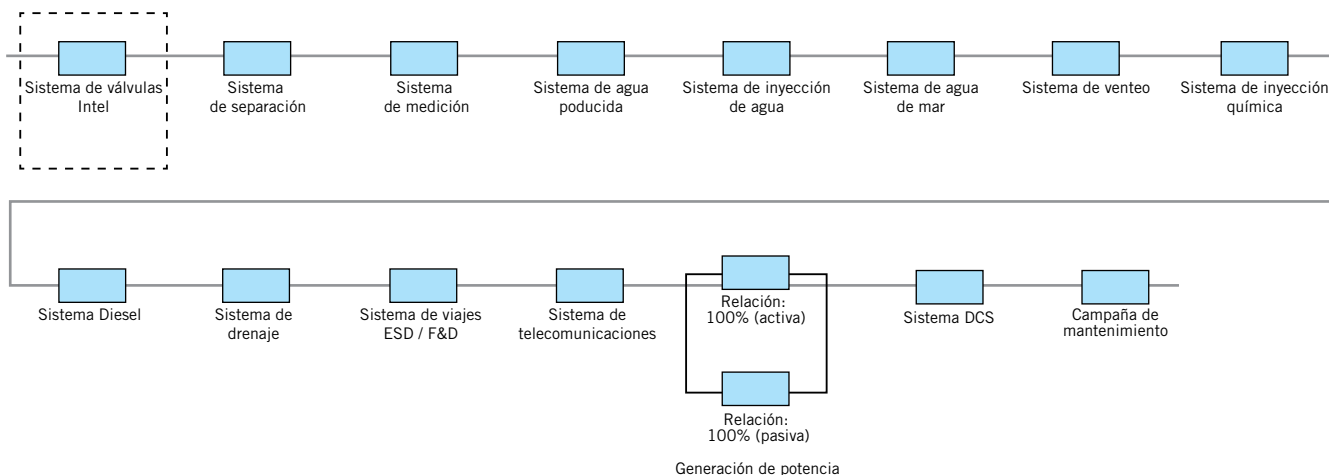 Sistema de válvulas
Intel
Sistema
de separación
Sistema
de medición
Sistema de agua
poducida
Sistema de inyección
de agua
Sistema de agua
de mar
Sistema de venteo
Sistema de inyección
química
Sistema Diesel
Sistema de
drenaje
Sistema de viajes
ESD / F&D
Sistema de
telecomunicaciones
Relación:
100% (activa)
Sistema DCS
Campaña de
mantenimiento
Relación:
100% (pasiva)
Generación de potencia